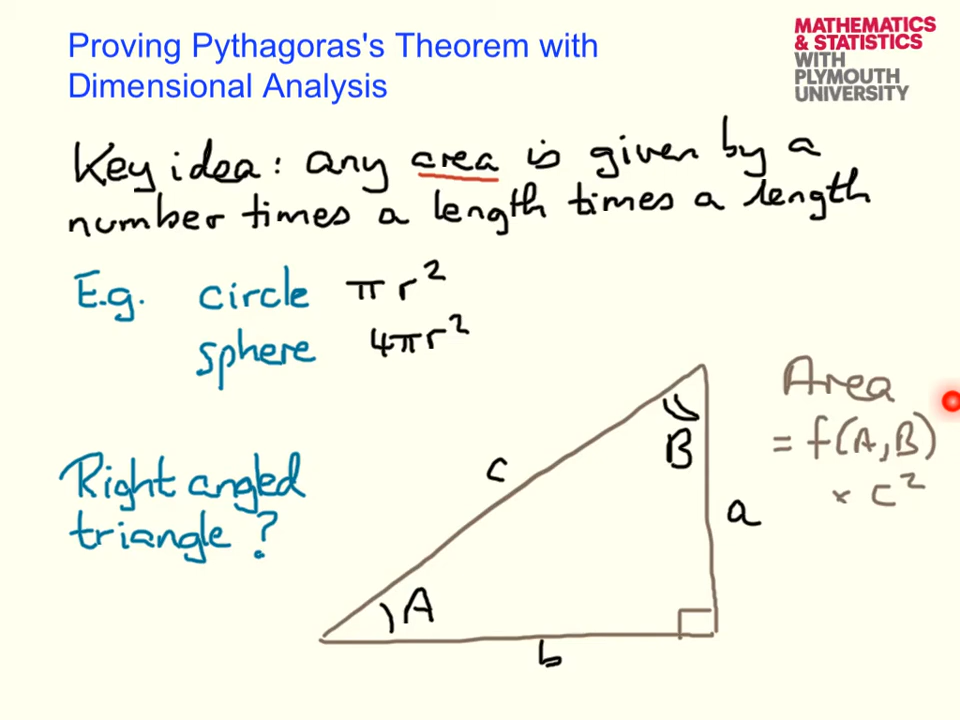 Proving Pythagoras's Theorem with
Dimensional Analysis
MATHEMATICS
& STATISTICS
WITH
PLYMOUTH
UNIVERSITY
Key idea: any area is given by a
number times a length times a length
E.g. circle πr²
sphere 4πr²
Right angled
triangle?
c
B
a
A
b
Area
= f(A,B)
× c²